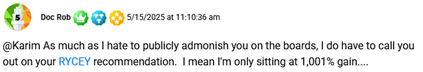 5 Doc Rob 5/15/2025 at 11:10:36 am
@Karim As much as I hate to publicly admonish you on the boards, I do have to call you
out on your RYCEY recommendation.  I mean I'm only sitting at 1,001% gain....